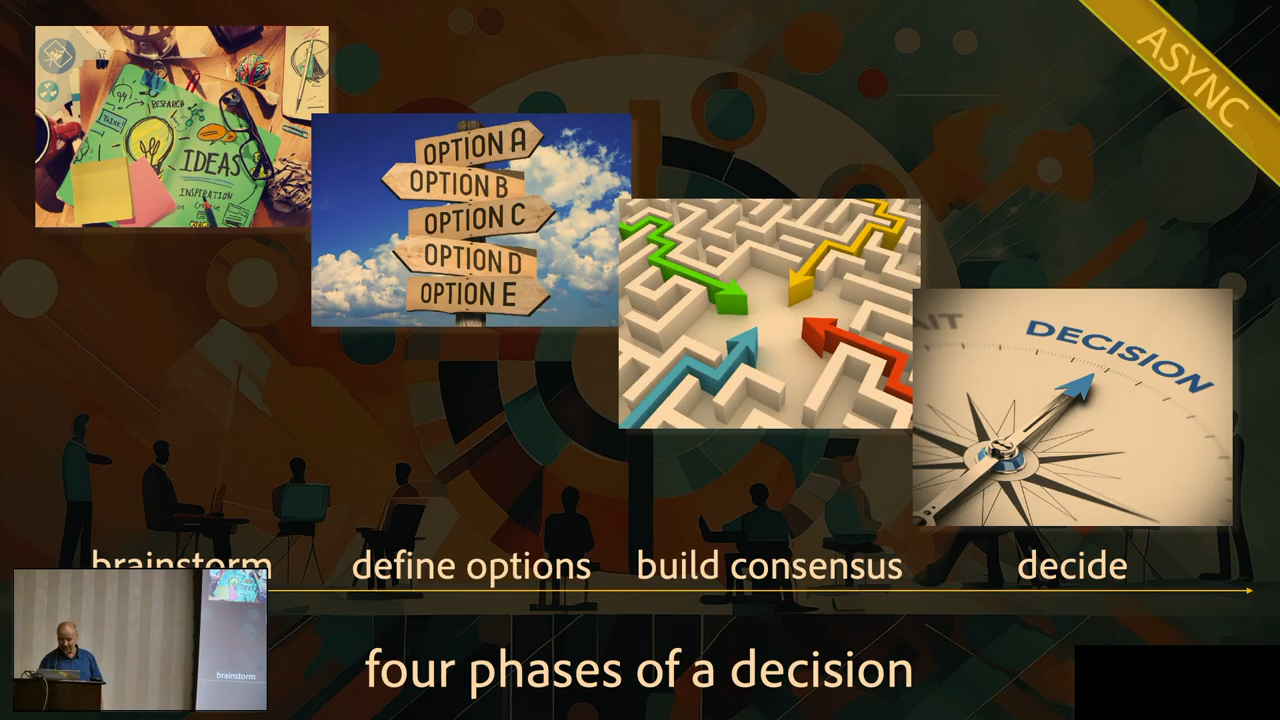 ASYNC
RESEARCH
THINK!
IDEAS
INSPIRATION
OPTION A
OPTION B
OPTION C
OPTION D
OPTION E
DECISION
brainstorm
define options
build consensus
decide
brainstorm
four phases of a decision